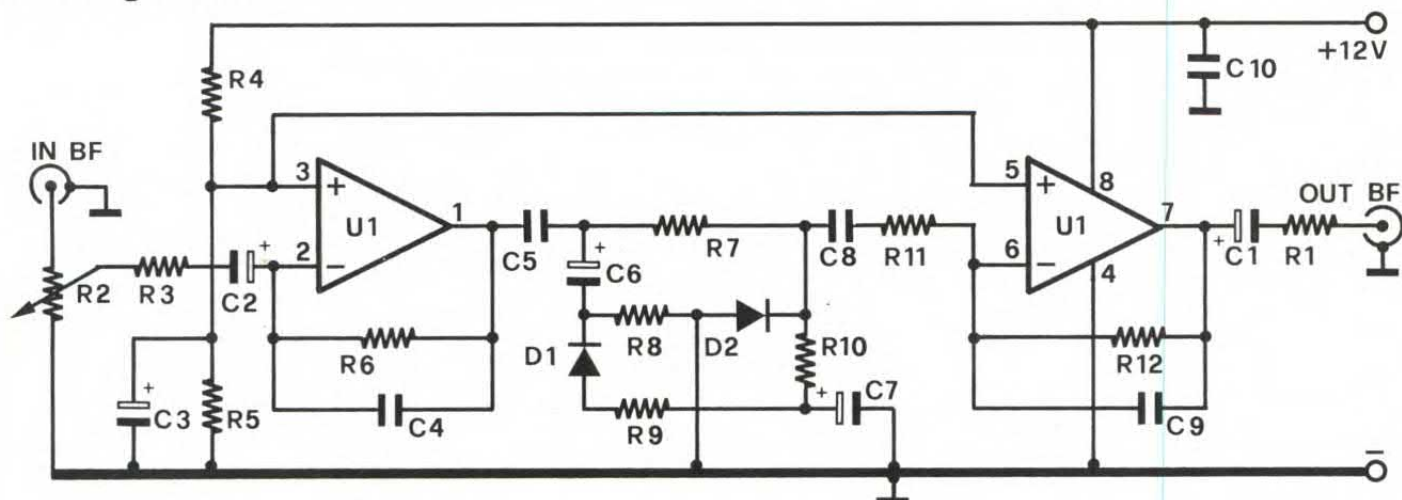 R4
+12V
C10
IN BF
3
+
U1
1
2
−
R2
R3
C2
+
C5
R7
+
C6
C8
R11
5
+
8
U1
7
6
−
4
OUT BF
+
C1
R1
R6
R8
D1
D2
R10
R12
+
C3
R5
C4
R9
+
C7
C9
−